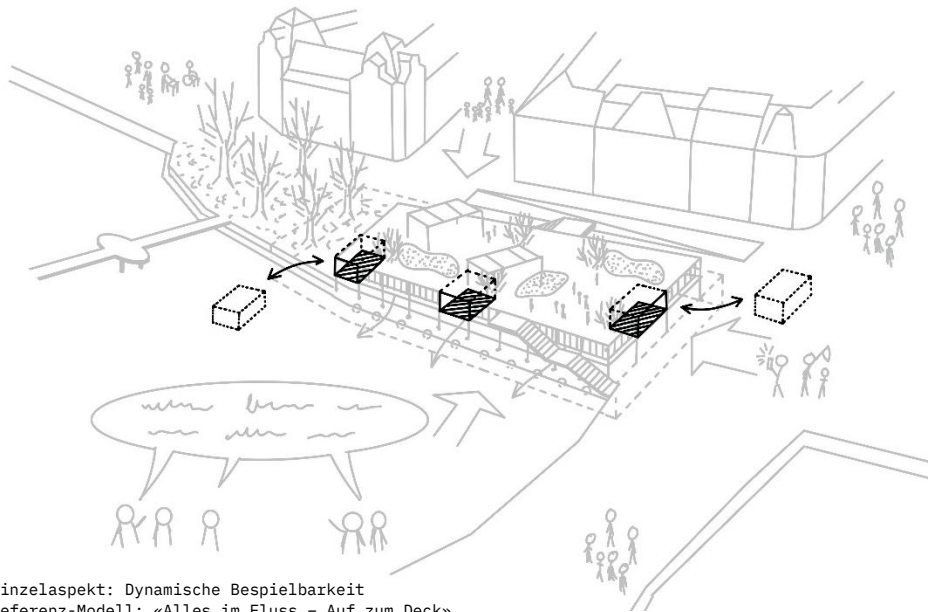 inzelaspekt: Dynamische Bespielbarkeit
eferenz-Modell: «Alles im Fluss – Auf zum Deck»